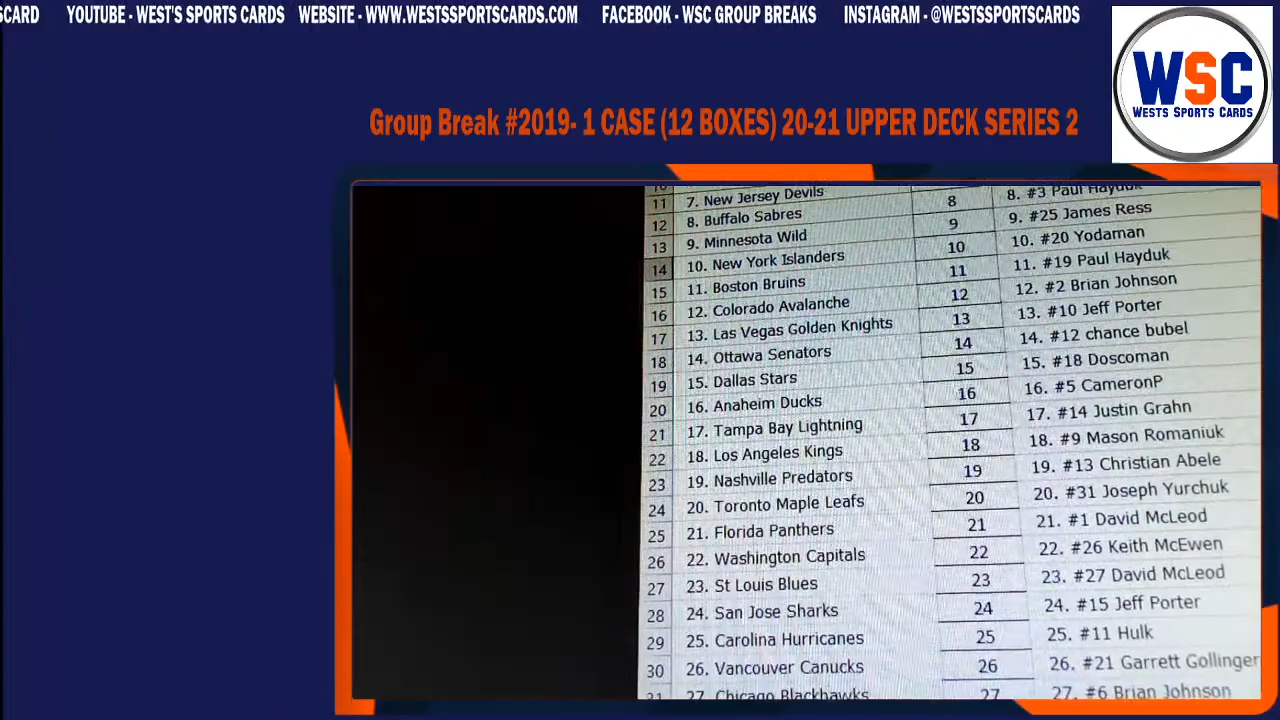 SCARD YOUTUBE - WEST'S SPORTS CARDS WEBSITE - WWW.WESTSSPORTSCARDS.COM FACEBOOK - WSC GROUP BREAKS INSTAGRAM - @WESTSSPORTSCARDS
WSC
WESTS SPORTS CARDS
Group Break #2019- 1 CASE (12 BOXES) 20-21 UPPER DECK SERIES 2
11 7. New Jersey Devils 8 8. #3 Paul Hayduk
12 8. Buffalo Sabres 9 9. #25 James Ress
13 9. Minnesota Wild 10 10. #20 Yodaman
14 10. New York Islanders 11 11. #19 Paul Hayduk
15 11. Boston Bruins 12 12. #2 Brian Johnson
16 12. Colorado Avalanche 13 13. #10 Jeff Porter
17 13. Las Vegas Golden Knights 14 14. #12 chance bubel
18 14. Ottawa Senators 15 15. #18 Doscoman
19 15. Dallas Stars 16 16. #5 CameronP
20 16. Anaheim Ducks 17 17. #14 Justin Grahn
21 17. Tampa Bay Lightning 18 18. #9 Mason Romaniuk
22 18. Los Angeles Kings 19 19. #13 Christian Abele
23 19. Nashville Predators 20 20. #31 Joseph Yurchuk
24 20. Toronto Maple Leafs 21 21. #1 David McLeod
25 21. Florida Panthers 22 22. #26 Keith McEwen
26 22. Washington Capitals 23 23. #27 David McLeod
27 23. St Louis Blues 24 24. #15 Jeff Porter
28 24. San Jose Sharks 25 25. #11 Hulk
29 25. Carolina Hurricanes 26 26. #21 Garrett Gollinger
30 26. Vancouver Canucks 27 27. #6 Brian Johnson
27. Chicago Blackhawks